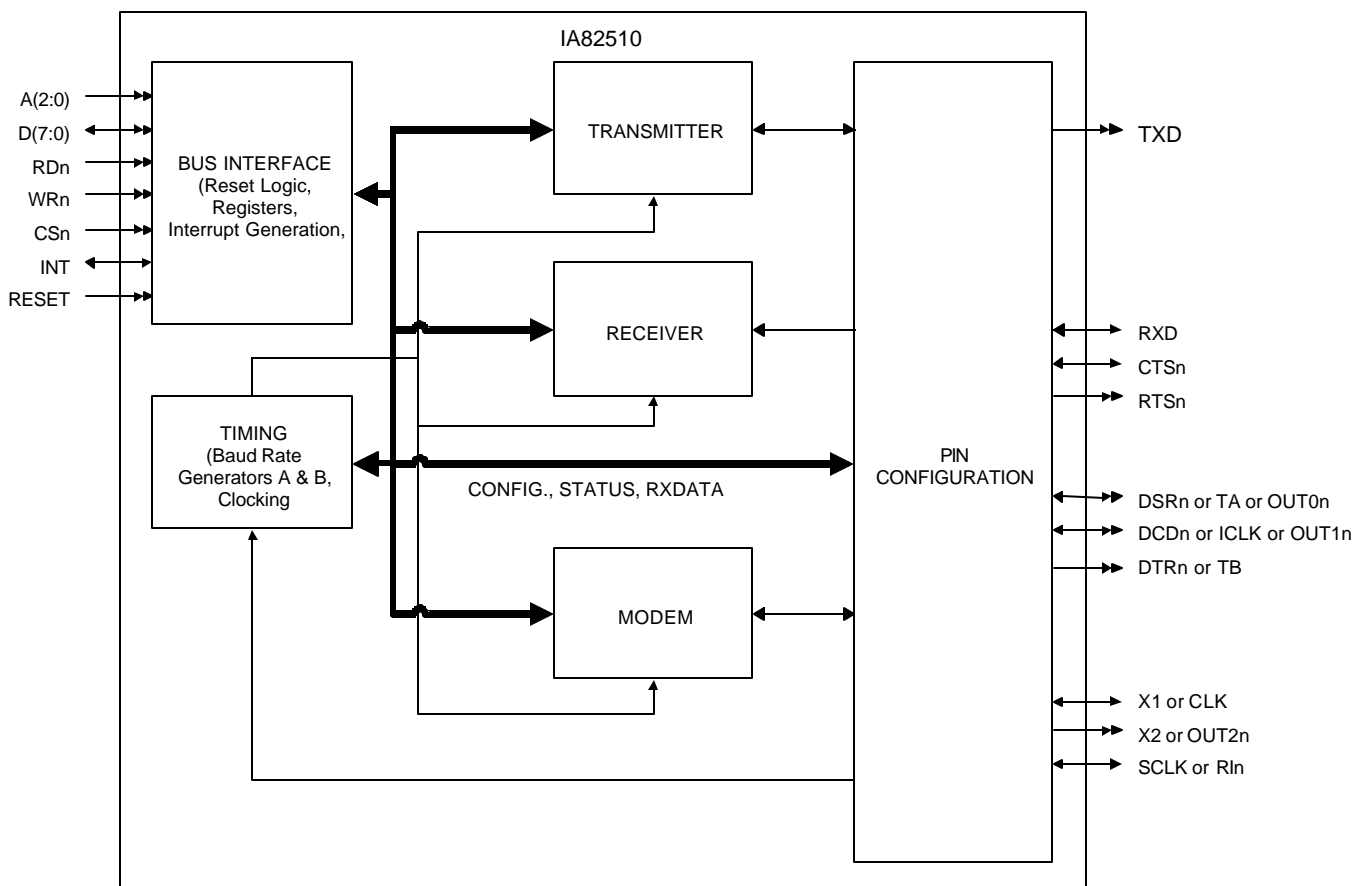 IA82510
A(2:0)
D(7:0)
RDn
WRn
CSn
INT
RESET
BUS INTERFACE
(Reset Logic,
Registers,
Interrupt Generation,
TRANSMITTER
RECEIVER
TIMING
(Baud Rate
Generators A & B,
Clocking
CONFIG., STATUS, RXDATA
MODEM
PIN
CONFIGURATION
TXD
RXD
CTSn
RTSn
DSRn or TA or OUT0n
DCDn or ICLK or OUT1n
DTRn or TB
X1 or CLK
X2 or OUT2n
SCLK or RIn